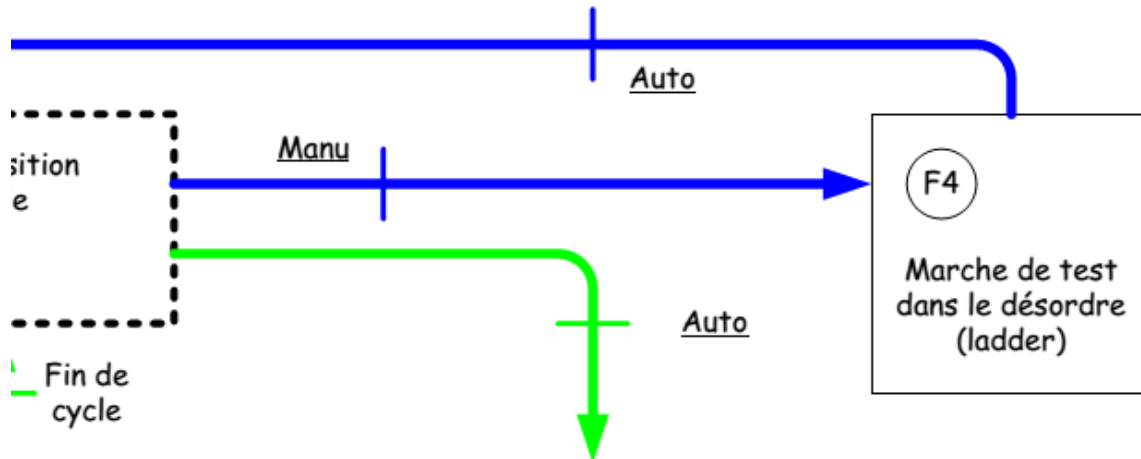 Auto
Manu
sition
e
F4
Marche de test
dans le désordre
(ladder)
Auto
Fin de
cycle